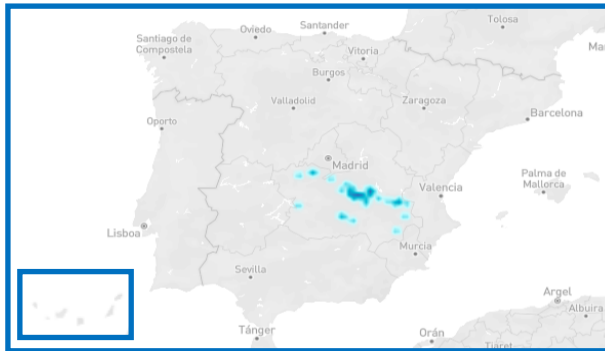 Tolosa
Santander
Oviedo
Santiago de
Compostela
Vitoria
Burgos
Valladolid
Zaragoza
Barcelona
Oporto
Madrid
Palma de
Mallorca
Valencia
Lisboa
Murcia
Sevilla
Argel
Albuira
Tánger
Orán
Tiaret